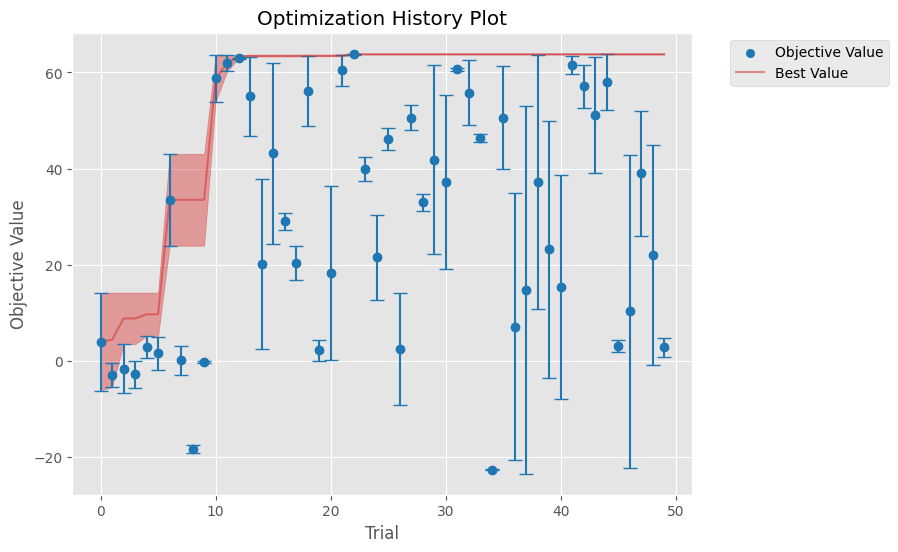 Optimization History Plot
Objective Value
Best Value
Objective Value
60
40
20
0
−20
0 10 20 30 40 50
Trial